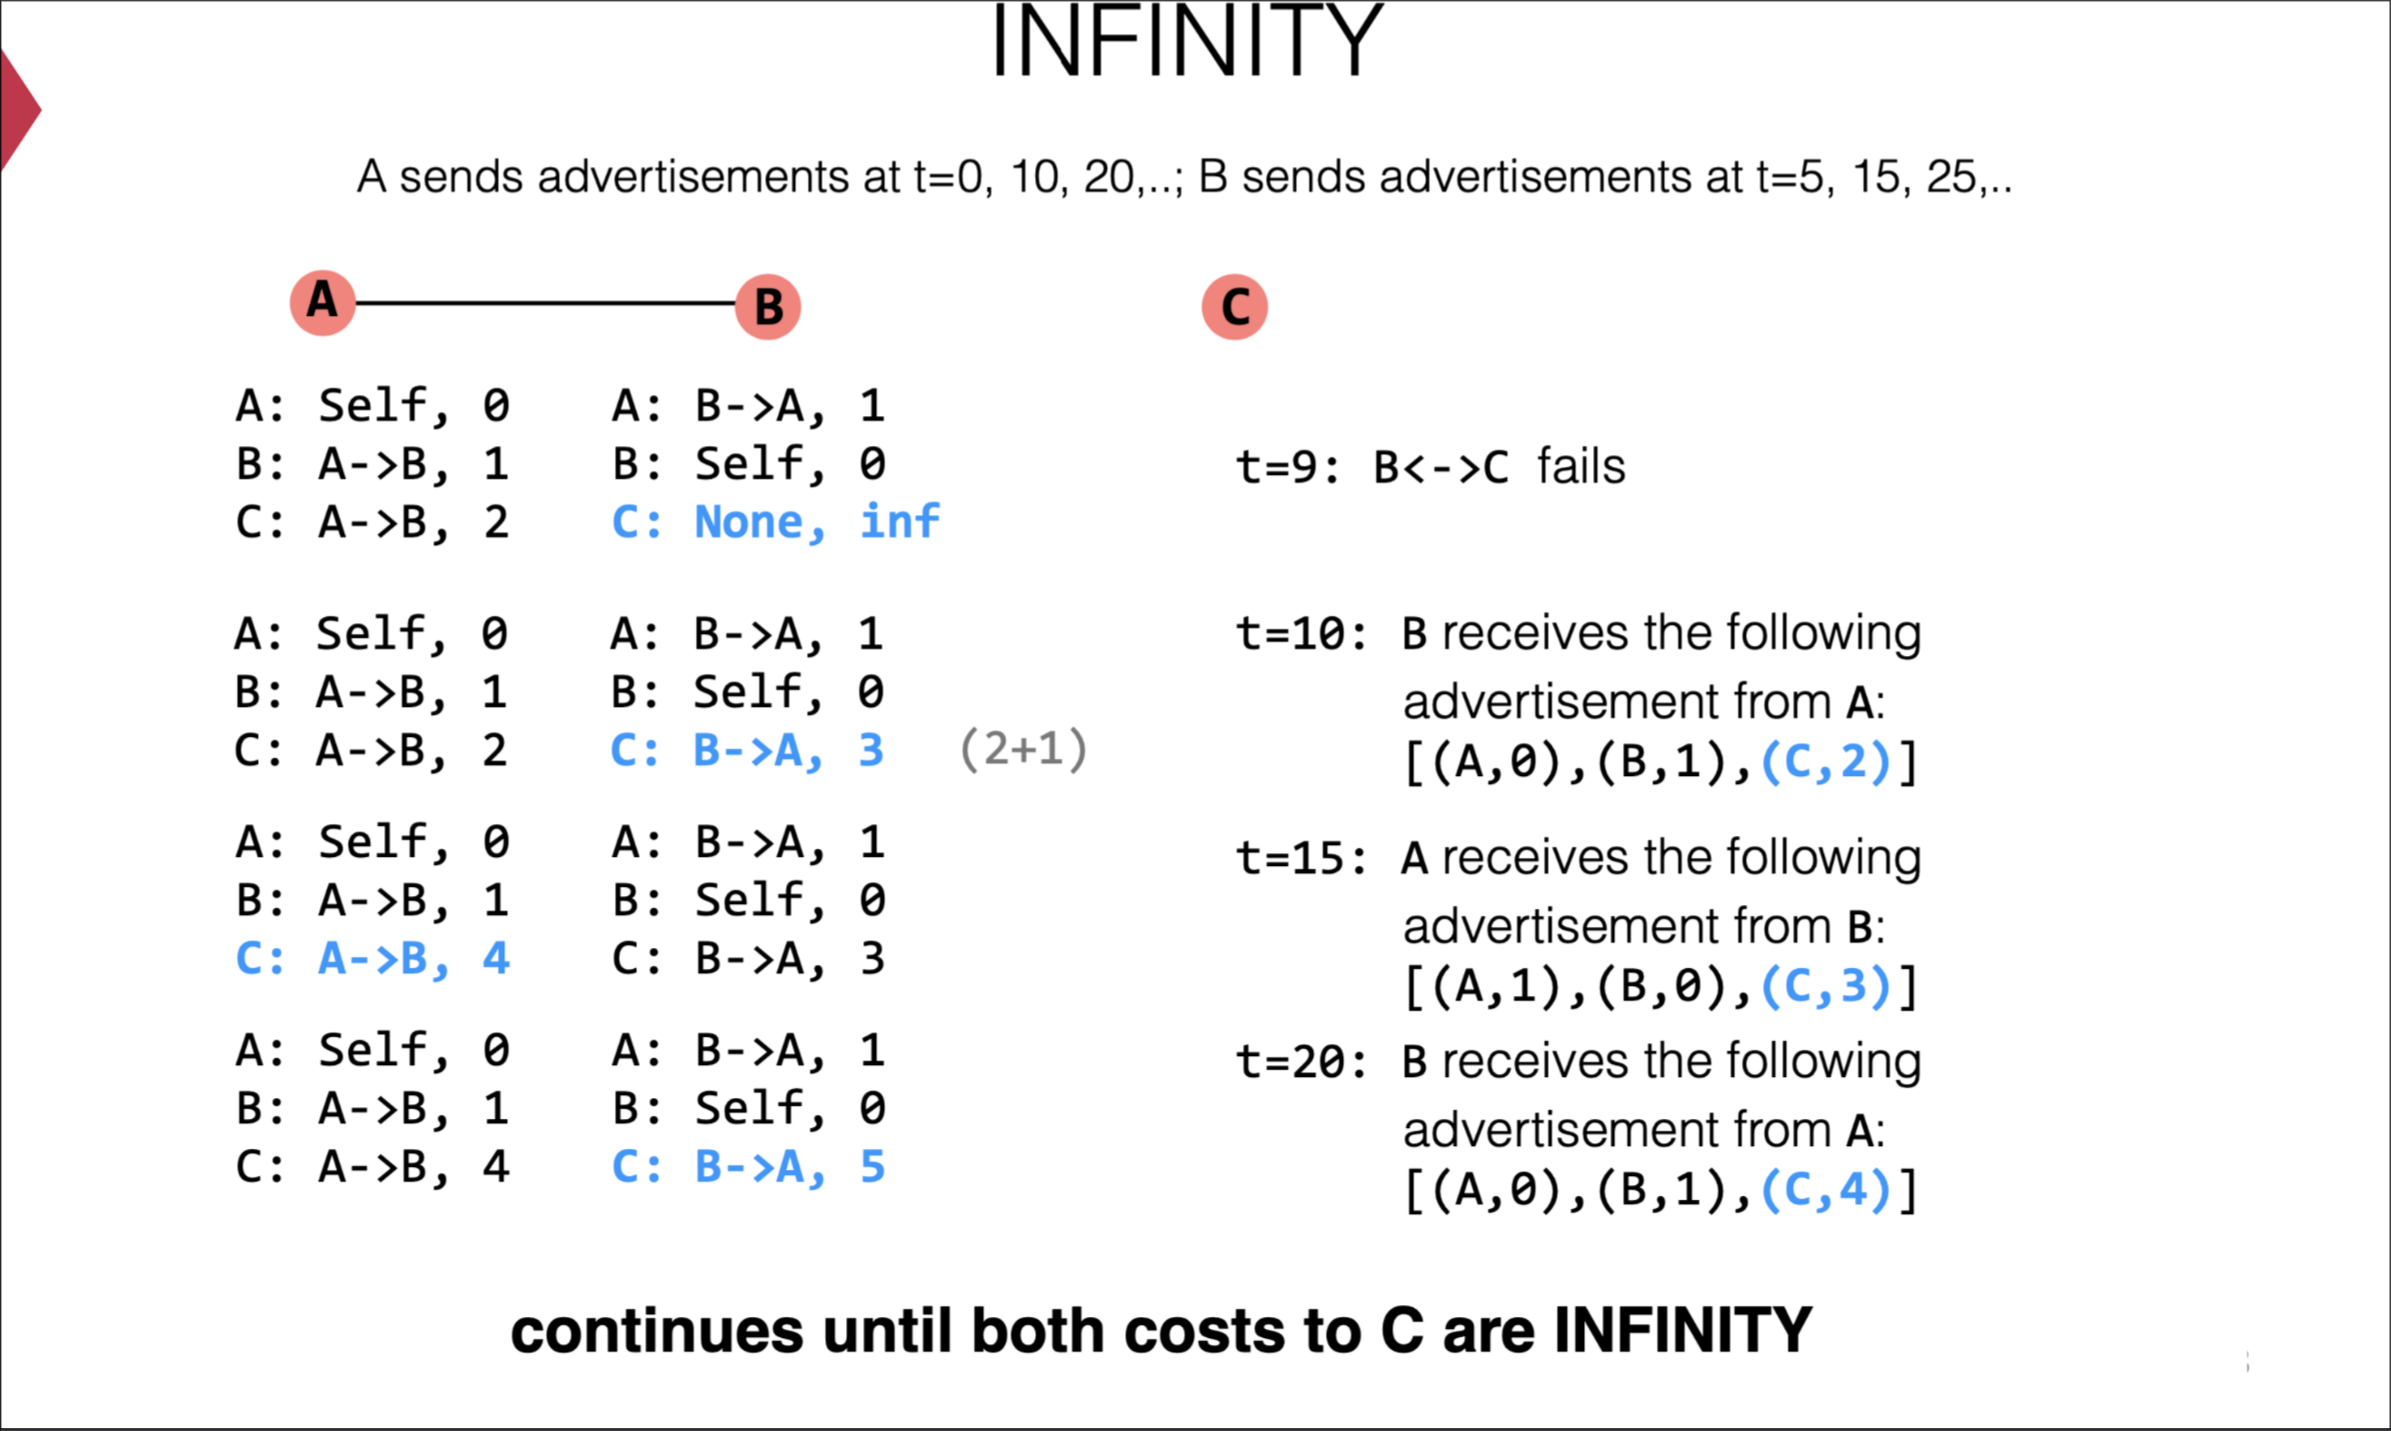 INFINITY
A sends advertisements at t=0, 10, 20,..; B sends advertisements at t=5, 15, 25,..
A
B
C
A: Self, 0
B: A->B, 1
C: A->B, 2
A: B->A, 1
B: Self, 0
C: None, inf
t=9: B<->C fails
A: Self, 0
B: A->B, 1
C: A->B, 2
A: B->A, 1
B: Self, 0
C: B->A, 3 (2+1)
t=10: B receives the following
advertisement from A:
[(A,0),(B,1),(C,2)]
A: Self, 0
B: A->B, 1
C: A->B, 4
A: B->A, 1
B: Self, 0
C: B->A, 3
t=15: A receives the following
advertisement from B:
[(A,1),(B,0),(C,3)]
A: Self, 0
B: A->B, 1
C: A->B, 4
A: B->A, 1
B: Self, 0
C: B->A, 5
t=20: B receives the following
advertisement from A:
[(A,0),(B,1),(C,4)]
continues until both costs to C are INFINITY